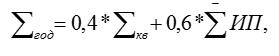 ∑год = 0,4*∑кв + 0,6*∑̄ ИП,